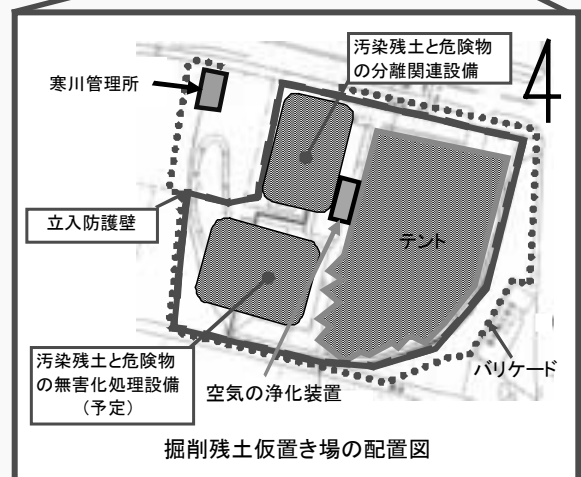 汚染残土と危険物
の分離関連設備
寒川管理所
立入防護壁
テント
汚染残土と危険物
の無害化処理設備
（予定）
空気の浄化装置
バリケード
掘削残土仮置き場の配置図